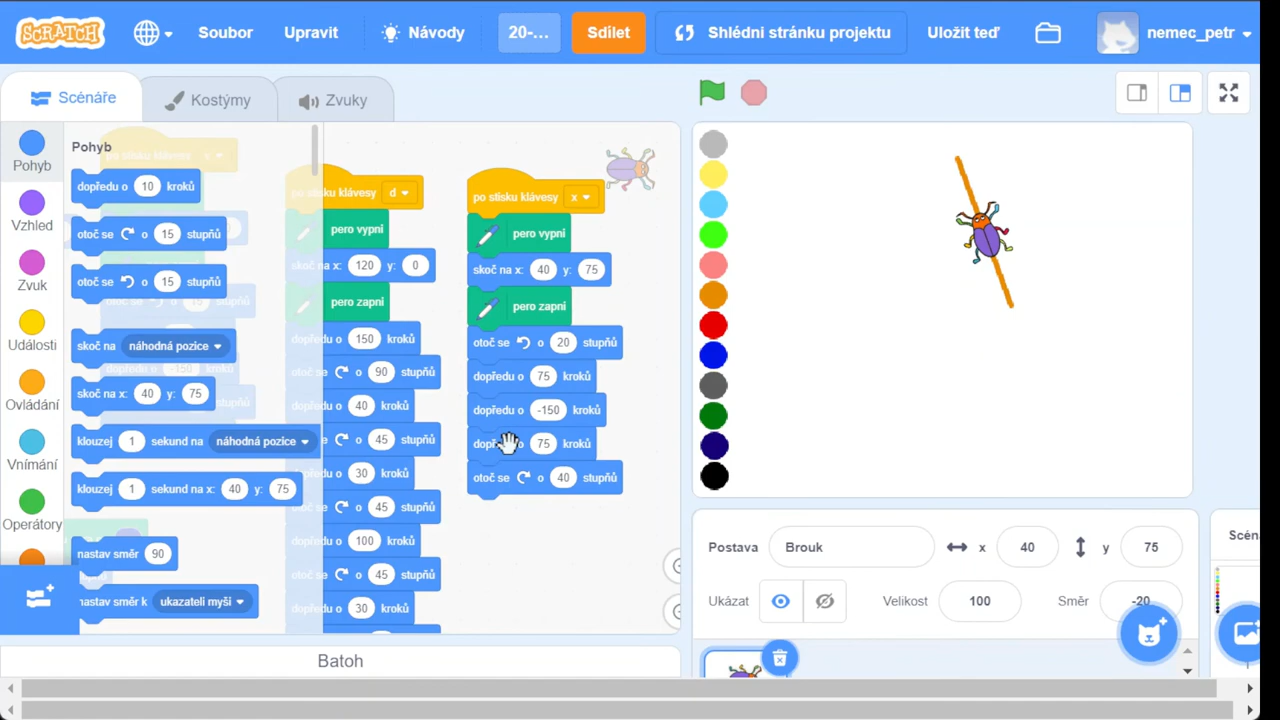 SCRATCH Soubor Upravit Návody 20-... Sdílet Shlédni stránku projektu Uložit teď nemec_petr
Scénáře Kostýmy Zvuky
Pohyb
Vzhled
Zvuk
Události
Ovládání
Vnímání
Operátory
Pohyb
dopředu o 10 kroků
otoč se o 15 stupňů
otoč se o 15 stupňů
skoč na náhodná pozice
skoč na x: 40 y: 75
klouzej 1 sekund na náhodná pozice
klouzej 1 sekund na x: 40 y: 75
nastav směr 90
nastav směr k ukazateli myši
po stisku klávesy d
pero vypni
skoč na x: 120 y: 0
pero zapni
dopředu o 150 kroků
otoč se o 90 stupňů
dopředu o 40 kroků
o 45 stupňů
dopředu o 30 kroků
otoč se o 45 stupňů
dopředu o 100 kroků
otoč se o 45 stupňů
dopředu o 30 kroků
po stisku klávesy x
pero vypni
skoč na x: 40 y: 75
pero zapni
otoč se o 20 stupňů
dopředu o 75 kroků
dopředu o -150 kroků
dopředu o 75 kroků
otoč se o 40 stupňů
Batoh
Postava Brouk x 40 y 75
Ukázat Velikost 100 Směr -20
Scén